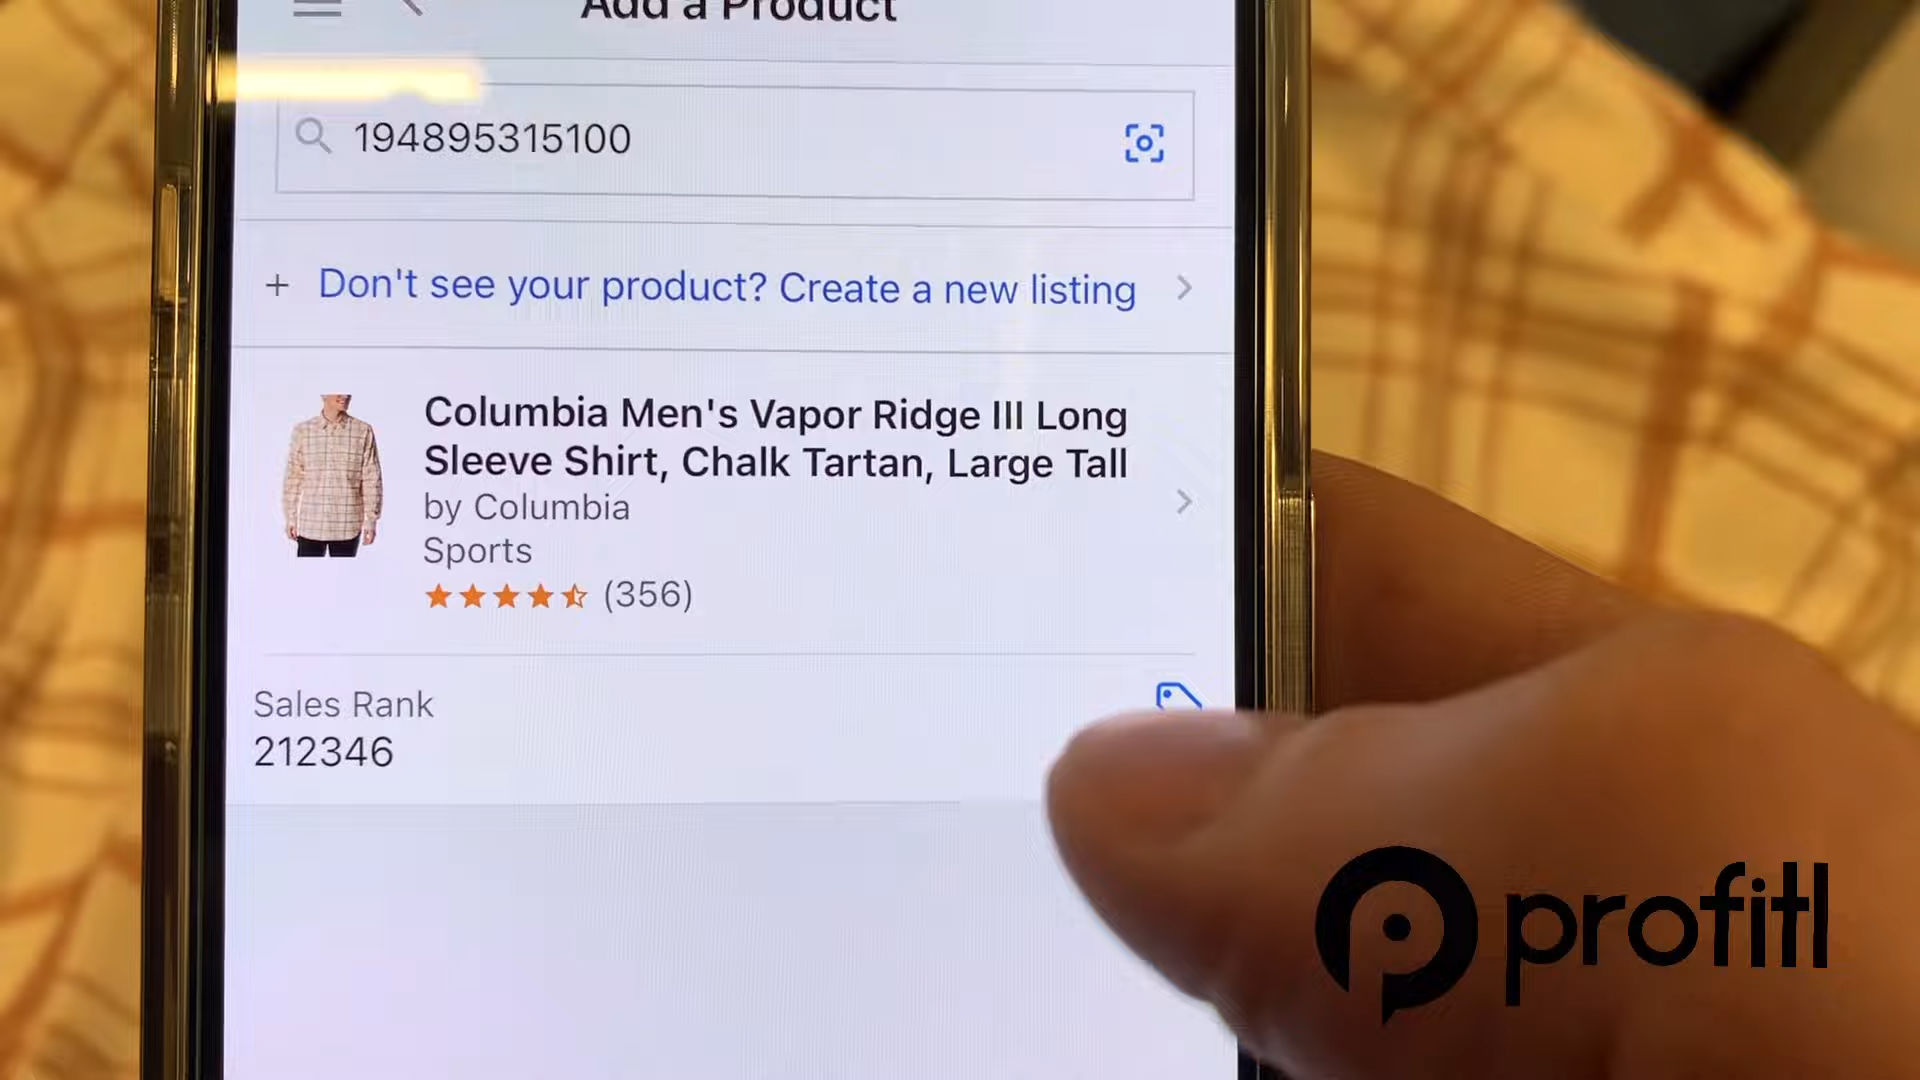 Add a Product
194895315100
+ Don't see your product? Create a new listing
Columbia Men's Vapor Ridge III Long
Sleeve Shirt, Chalk Tartan, Large Tall
by Columbia
Sports
(356)
Sales Rank
212346
profitl